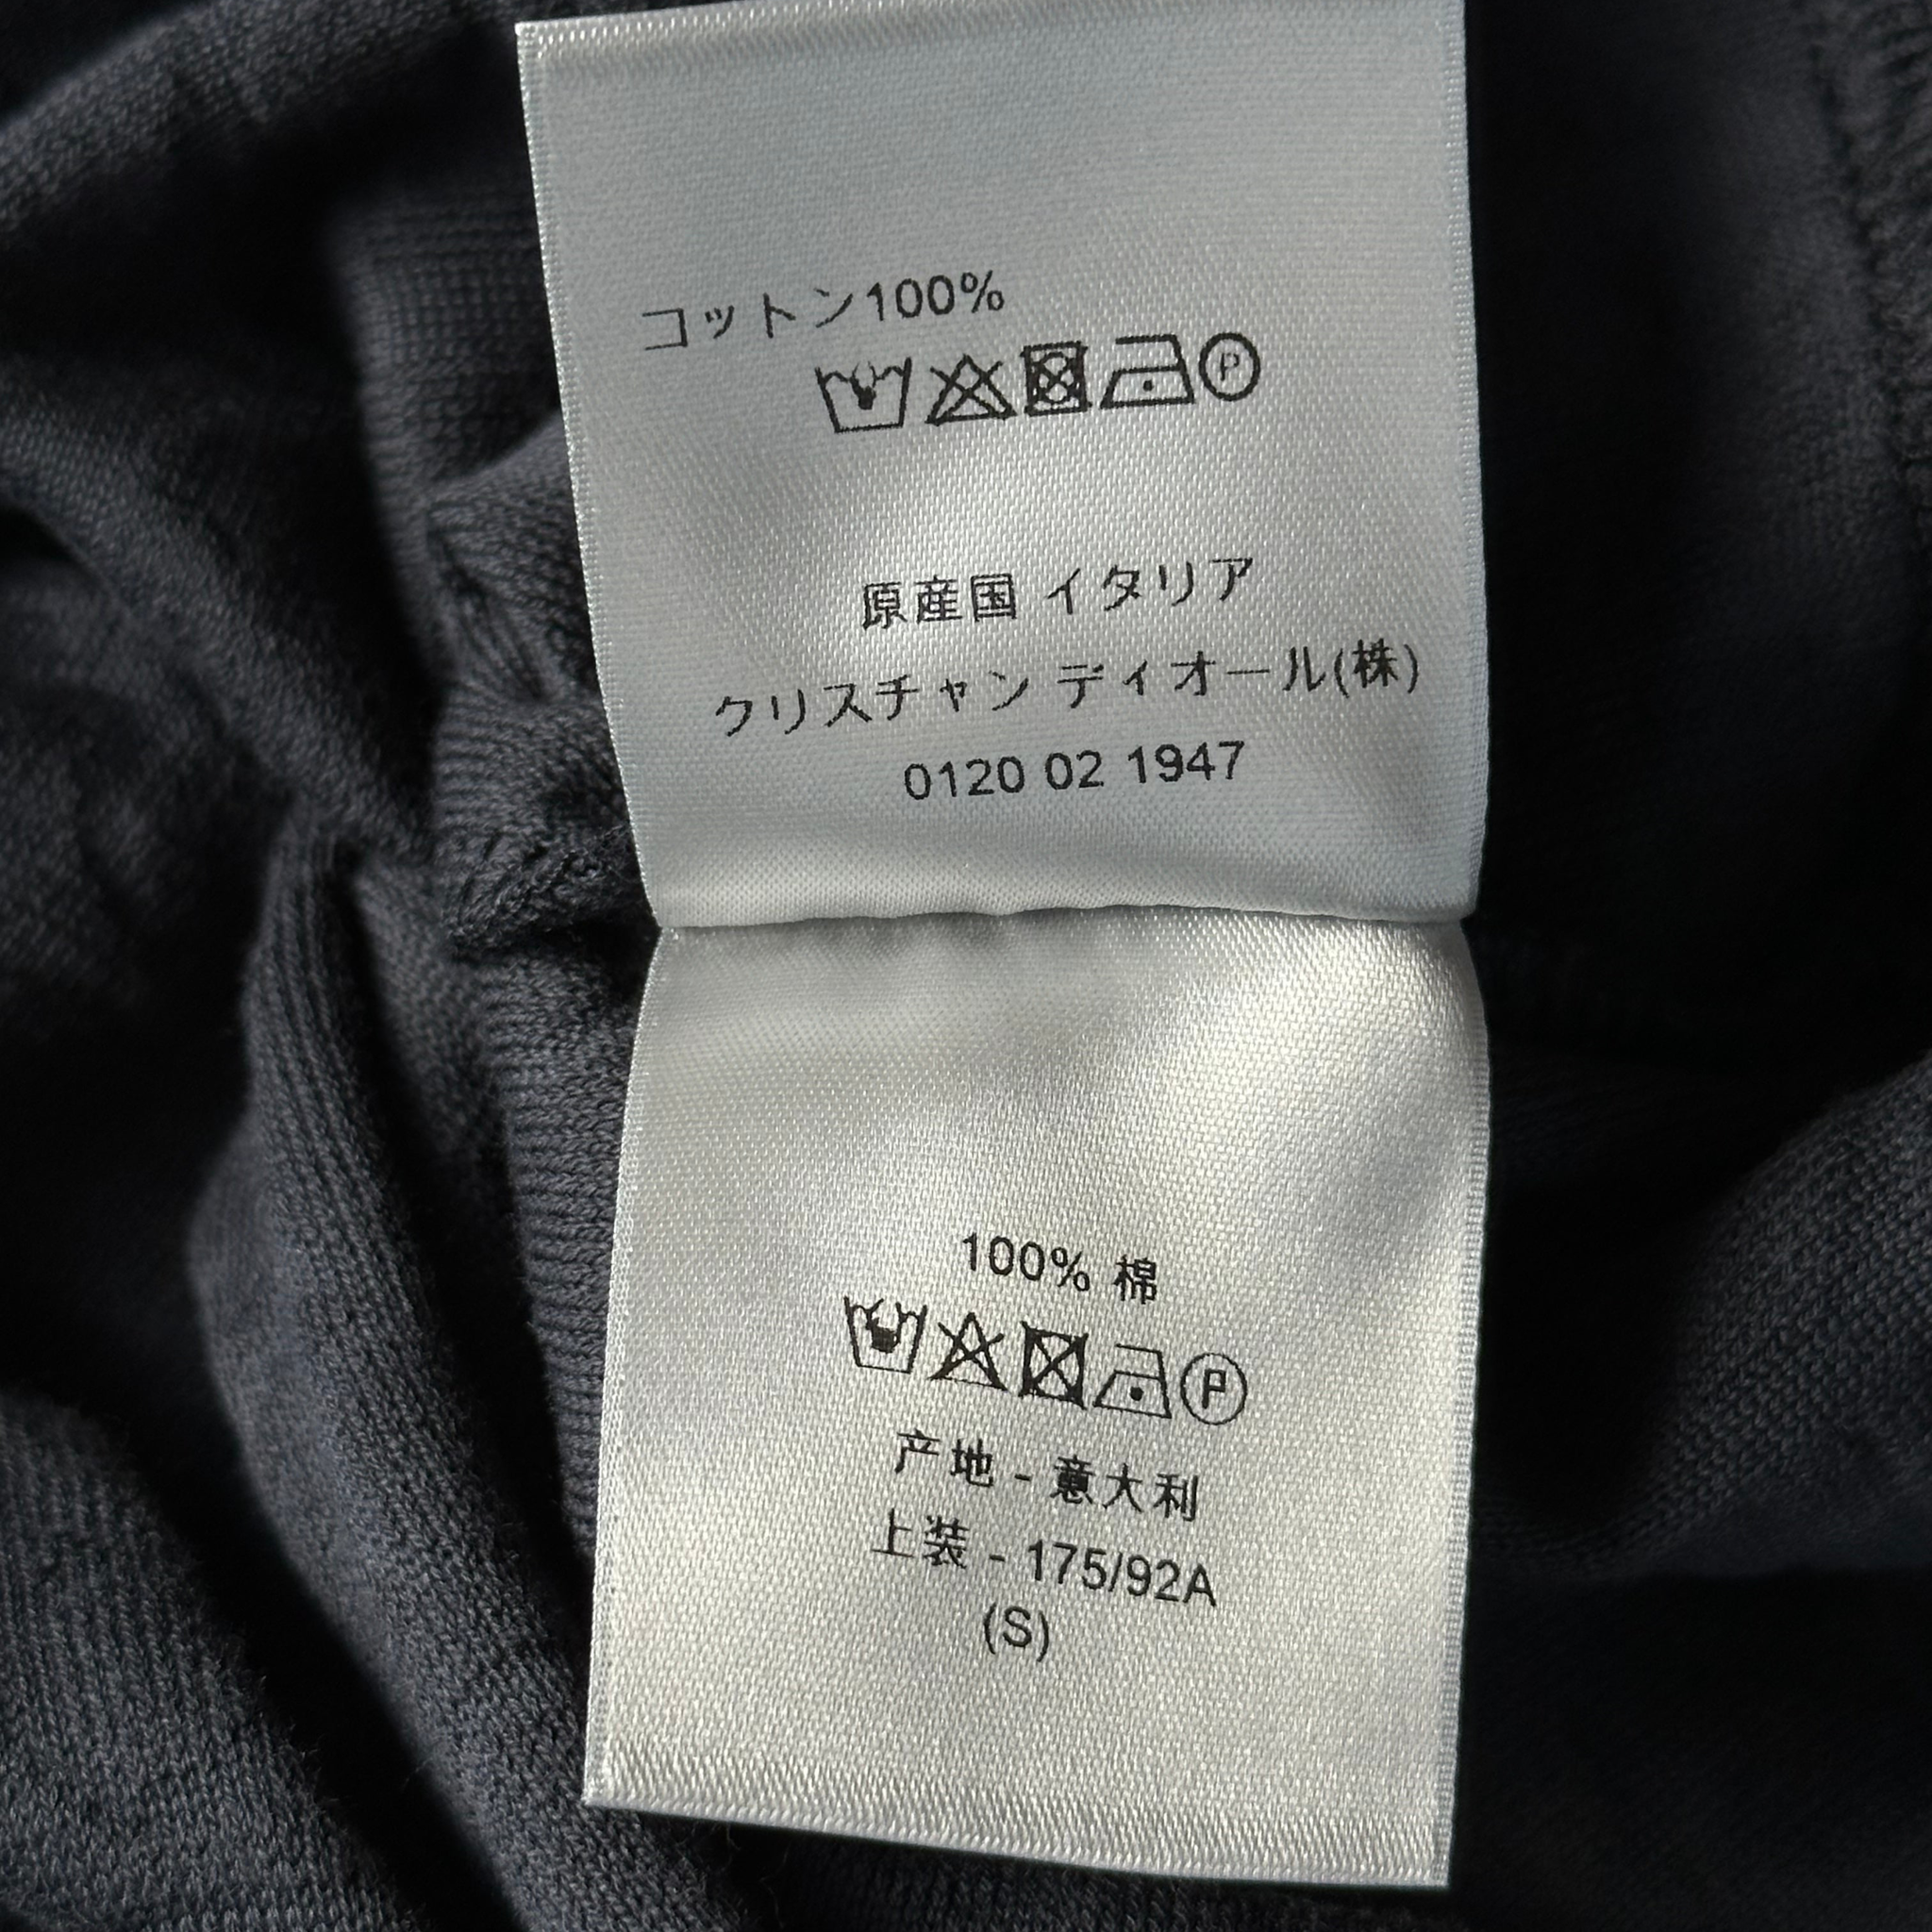 コットン100%
P
原産国 イタリア
クリスチャン ディオール(株)
0120 02 1947
100% 棉
P
产地 - 意大利
上装 - 175/92A
(S)